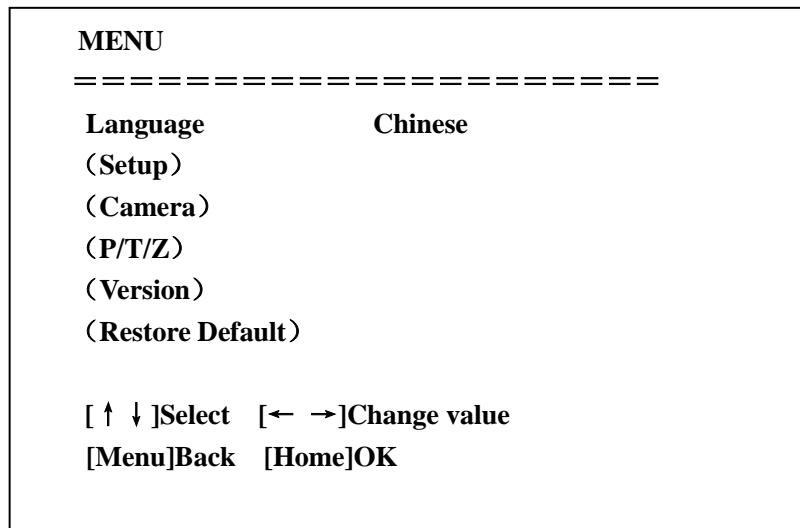 MENU
=====================
Language Chinese
（Setup）
（Camera）
（P/T/Z）
（Version）
（Restore Default）
[↑ ↓]Select [← →]Change value
[Menu]Back [Home]OK